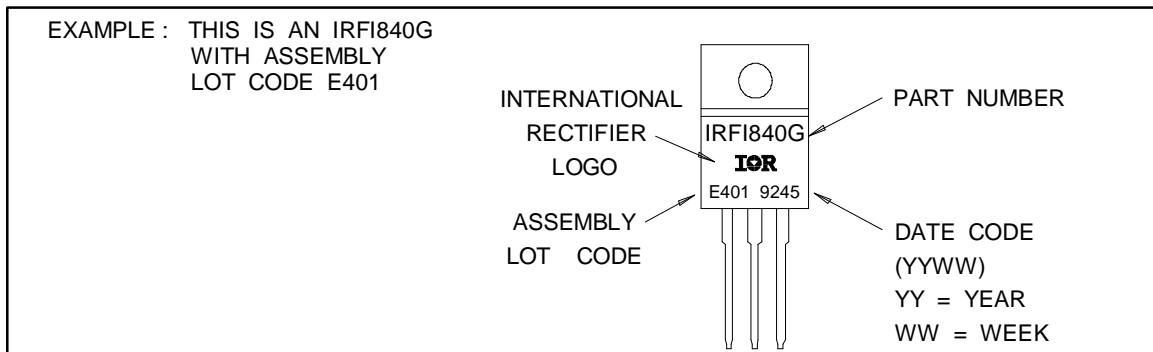 EXAMPLE : THIS IS AN IRFI840G
WITH ASSEMBLY
LOT CODE E401
INTERNATIONAL
RECTIFIER
LOGO
PART NUMBER
IRFI840G
IOR
E401 9245
ASSEMBLY
LOT CODE
DATE CODE
(YYWW)
YY = YEAR
WW = WEEK